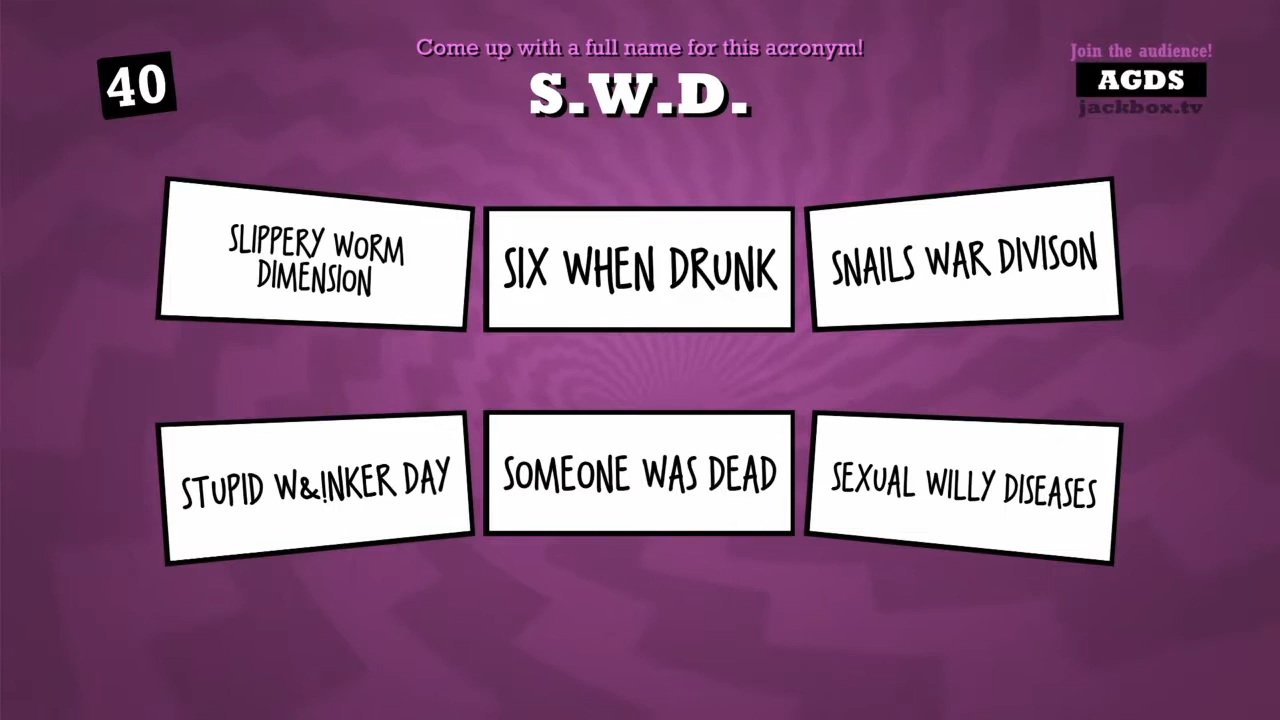 Come up with a full name for this acronym!
S.W.D.
40
Join the audience!
AGDS
jackbox.tv
SLIPPERY WORM
DIMENSION
SIX WHEN DRUNK
SNAILS WAR DIVISON
STUPID W&!NKER DAY
SOMEONE WAS DEAD
SEXUAL WILLY DISEASES